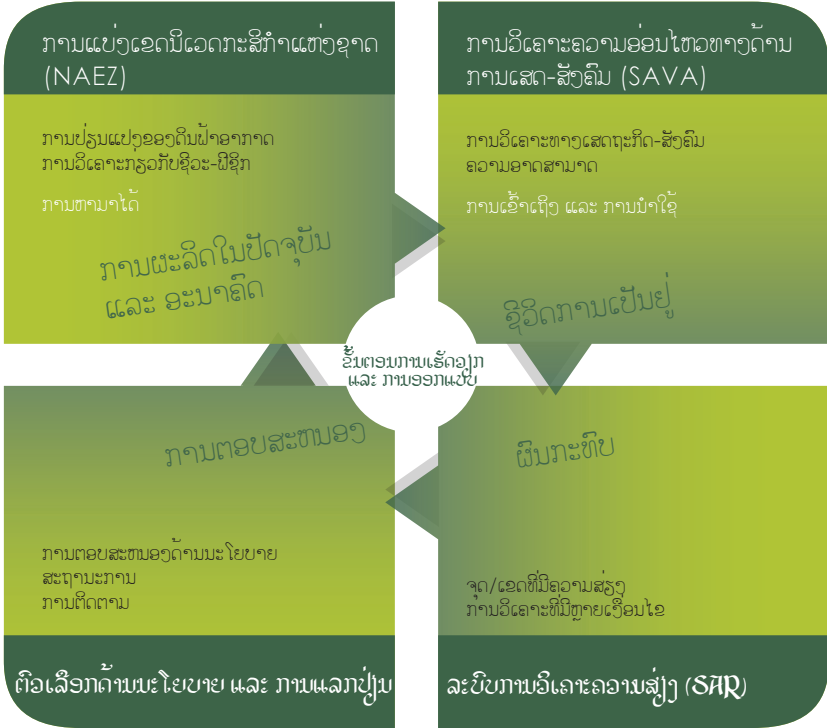 ການແບ່ງເຂດນິເວດກະສິກຳແຫ່ງຊາດ
(NAEZ)
ການປ່ຽນແປງຂອງດິນຟ້າອາກາດ
ການວິເຄາະກ່ຽວກັບຊີວະ-ຟີຊິກ
ການຫາມາໄດ້
ການຜະລິດໃນປັດຈຸບັນ
ແລະ ອະນາຄົດ
ການວິເຄາະຄວາມອ່ອນໄຫວທາງດ້ານ
ການເສດ-ສັງຄົມ (SAVA)
ການວິເຄາະທາງເສດຖະກິດ-ສັງຄົມ
ຄວາມອາດສາມາດ
ການເຂົ້າເຖິງ ແລະ ການນຳໃຊ້
ຊີວິດການເປັນຢູ່
ຂັ້ນຕອນການເຮັດວຽກ
ແລະ ການອອກແບບ
ການຕອບສະຫນອງ
ການຕອບສະຫນອງດ້ານນະໂຍບາຍ
ສະຖານະການ
ການຕິດຕາມ
ຕົວເລືອກດ້ານນະໂຍບາຍ ແລະ ການແລກປ່ຽນ
ຜົນກະທົບ
ຈຸດ/ເຂດທີ່ມີຄວາມສ່ຽງ
ການວິເຄາະທີ່ມີຫຼາຍເງື່ອນໄຂ
ລະບົບການວິເຄາະຄວາມສ່ຽງ (SAR)